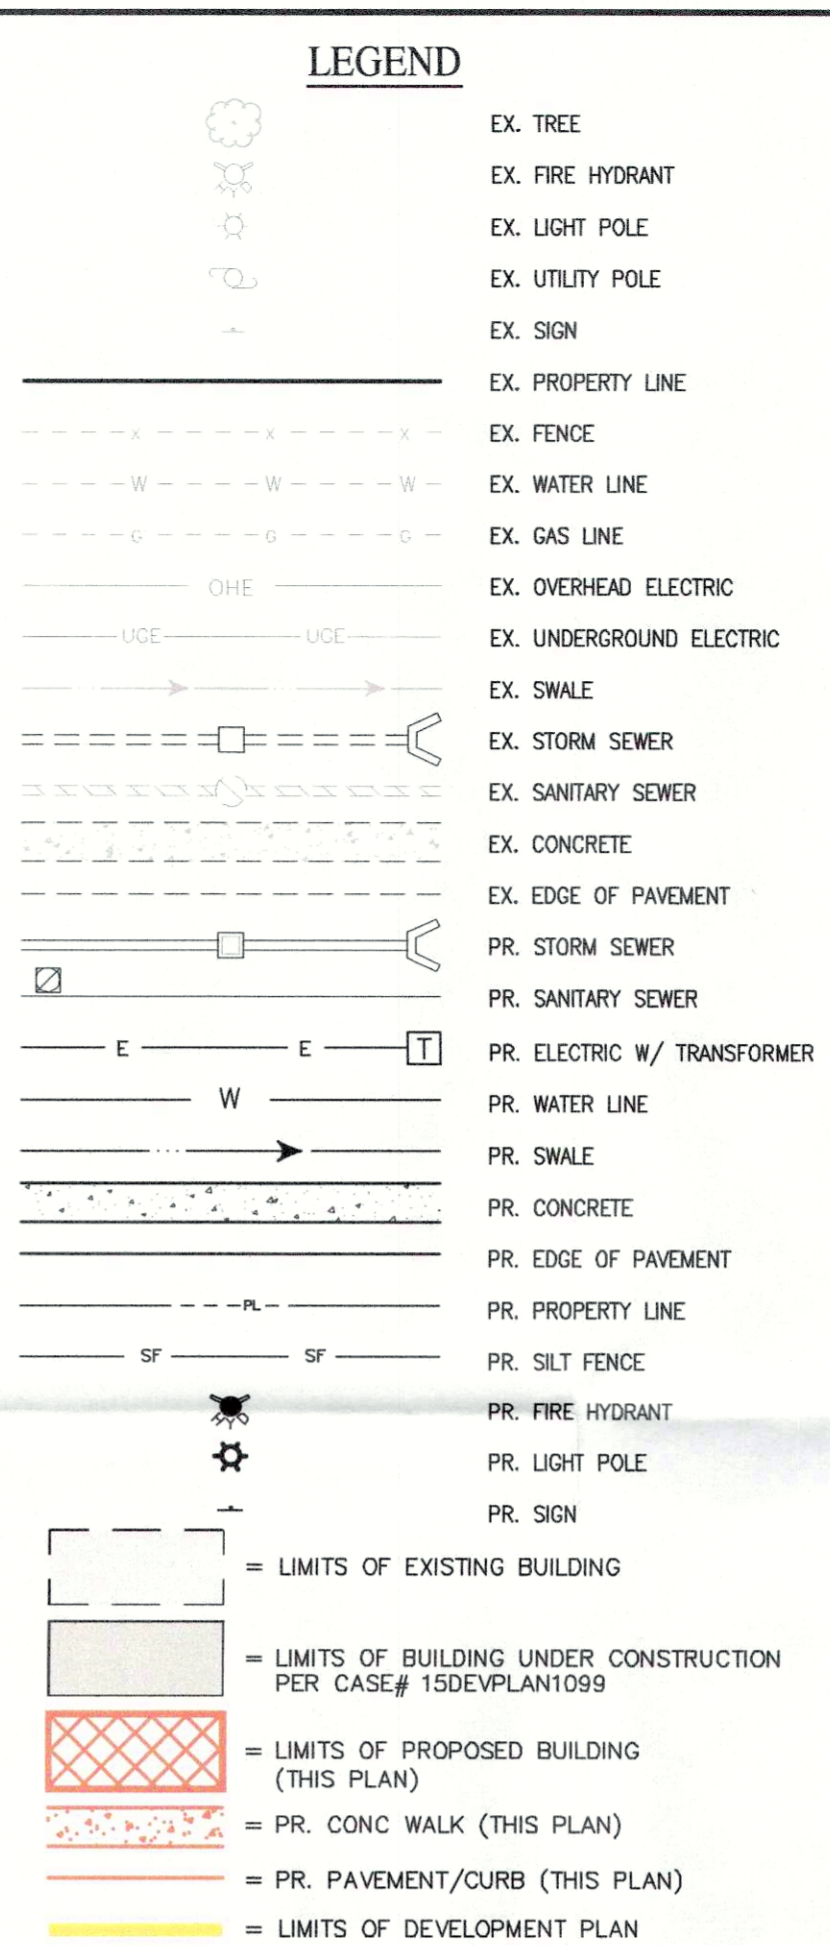 LEGEND
EX. TREE
HYD EX. FIRE HYDRANT
EX. LIGHT POLE
EX. UTILITY POLE
EX. SIGN
EX. PROPERTY LINE
X X X EX. FENCE
W W W EX. WATER LINE
G G G EX. GAS LINE
OHE EX. OVERHEAD ELECTRIC
UGE UGE EX. UNDERGROUND ELECTRIC
EX. SWALE
EX. STORM SEWER
EX. SANITARY SEWER
EX. CONCRETE
EX. EDGE OF PAVEMENT
PR. STORM SEWER
PR. SANITARY SEWER
E E T PR. ELECTRIC W/ TRANSFORMER
W PR. WATER LINE
PR. SWALE
PR. CONCRETE
PR. EDGE OF PAVEMENT
PL PR. PROPERTY LINE
SF SF PR. SILT FENCE
HYD PR. FIRE HYDRANT
PR. LIGHT POLE
PR. SIGN
= LIMITS OF EXISTING BUILDING
= LIMITS OF BUILDING UNDER CONSTRUCTION
PER CASE# 15DEVPLAN1099
= LIMITS OF PROPOSED BUILDING
(THIS PLAN)
= PR. CONC WALK (THIS PLAN)
= PR. PAVEMENT/CURB (THIS PLAN)
= LIMITS OF DEVELOPMENT PLAN